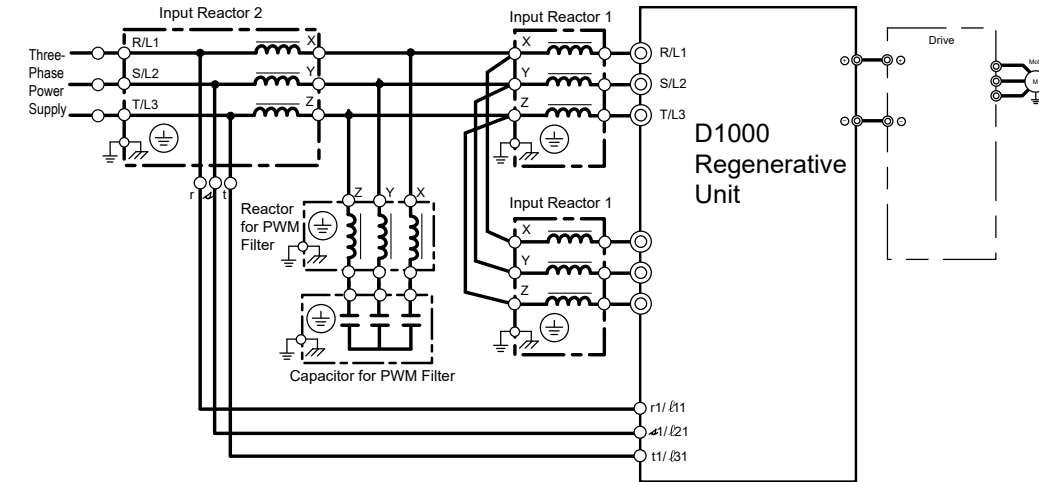 Input Reactor 2
Input Reactor 1
Three-
Phase
Power
Supply
R/L1
S/L2
T/L3
X
Y
Z
X
Y
Z
R/L1
S/L2
T/L3
D1000
Regenerative
Unit
Drive
M
r
t
Reactor
for PWM
Filter
Z
Y
X
Input Reactor 1
X
Y
Z
Capacitor for PWM Filter
r1/ℓ11
𝓈1/ℓ21
t1/ℓ31